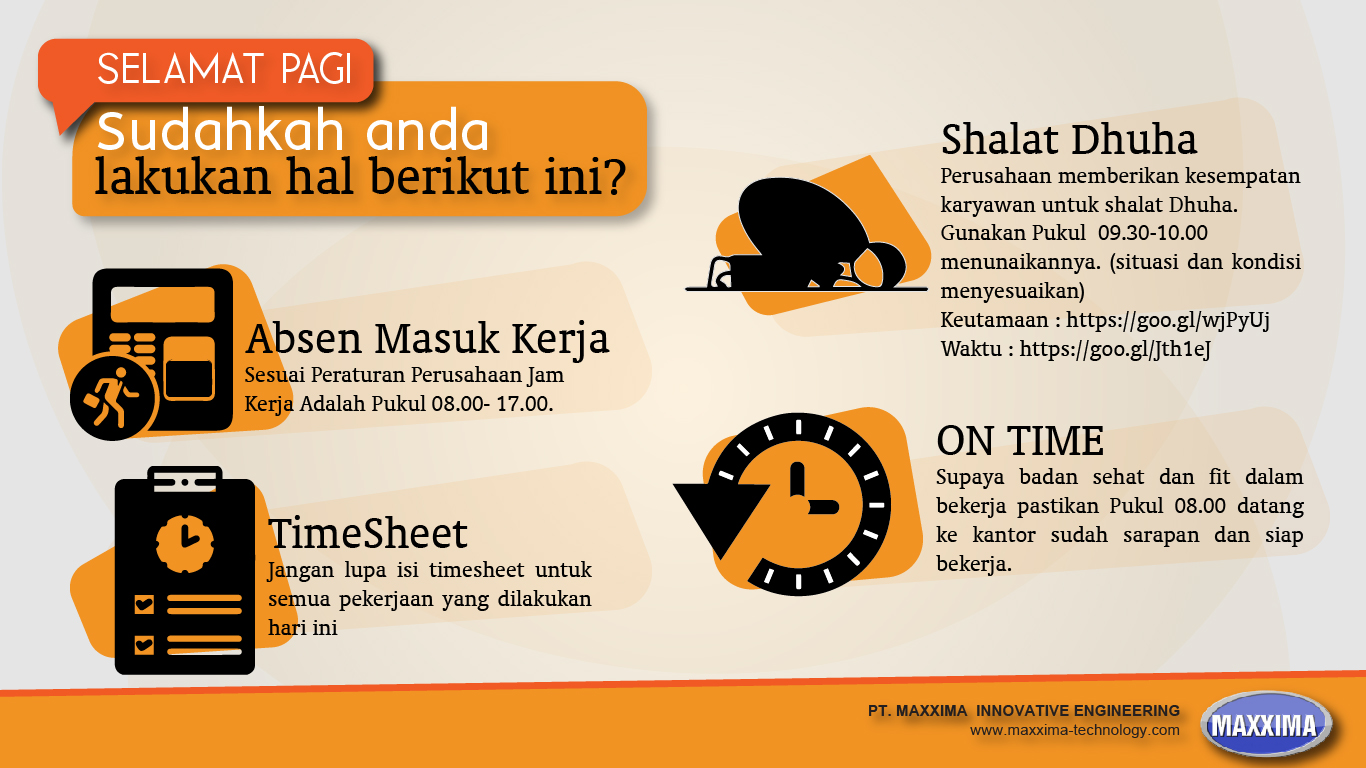 SELAMAT PAGI
Sudahkah anda
lakukan hal berikut ini?
Absen Masuk Kerja
Sesuai Peraturan Perusahaan Jam
Kerja Adalah Pukul 08.00- 17.00.
TimeSheet
Jangan lupa isi timesheet untuk
semua pekerjaan yang dilakukan
hari ini
Shalat Dhuha
Perusahaan memberikan kesempatan
karyawan untuk shalat Dhuha.
Gunakan Pukul 09.30-10.00
menunaikannya. (situasi dan kondisi
menyesuaikan)
Keutamaan : https://goo.gl/wjPyUj
Waktu : https://goo.gl/Jth1eJ
ON TIME
Supaya badan sehat dan fit dalam
bekerja pastikan Pukul 08.00 datang
ke kantor sudah sarapan dan siap
bekerja.
PT. MAXXIMA INNOVATIVE ENGINEERING
www.maxxima-technology.com
MAXXIMA